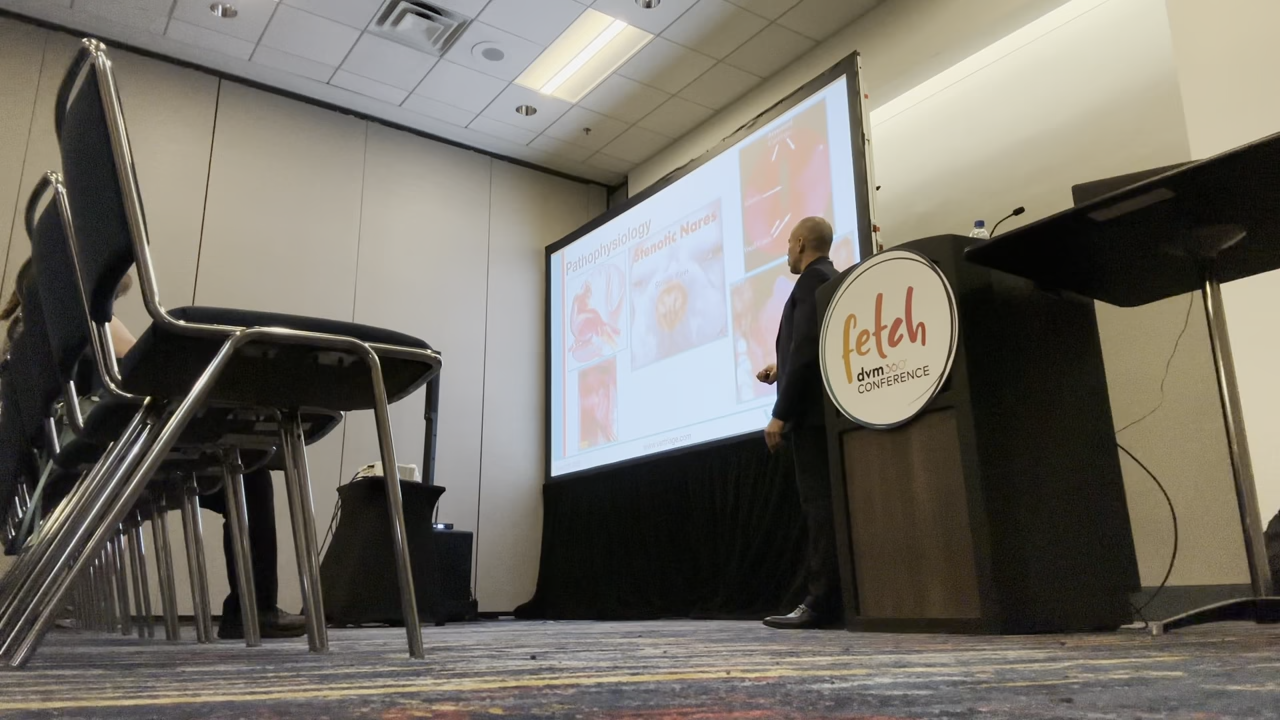 Pathophysiology
Stenotic Nares
fetch
dvm360
CONFERENCE